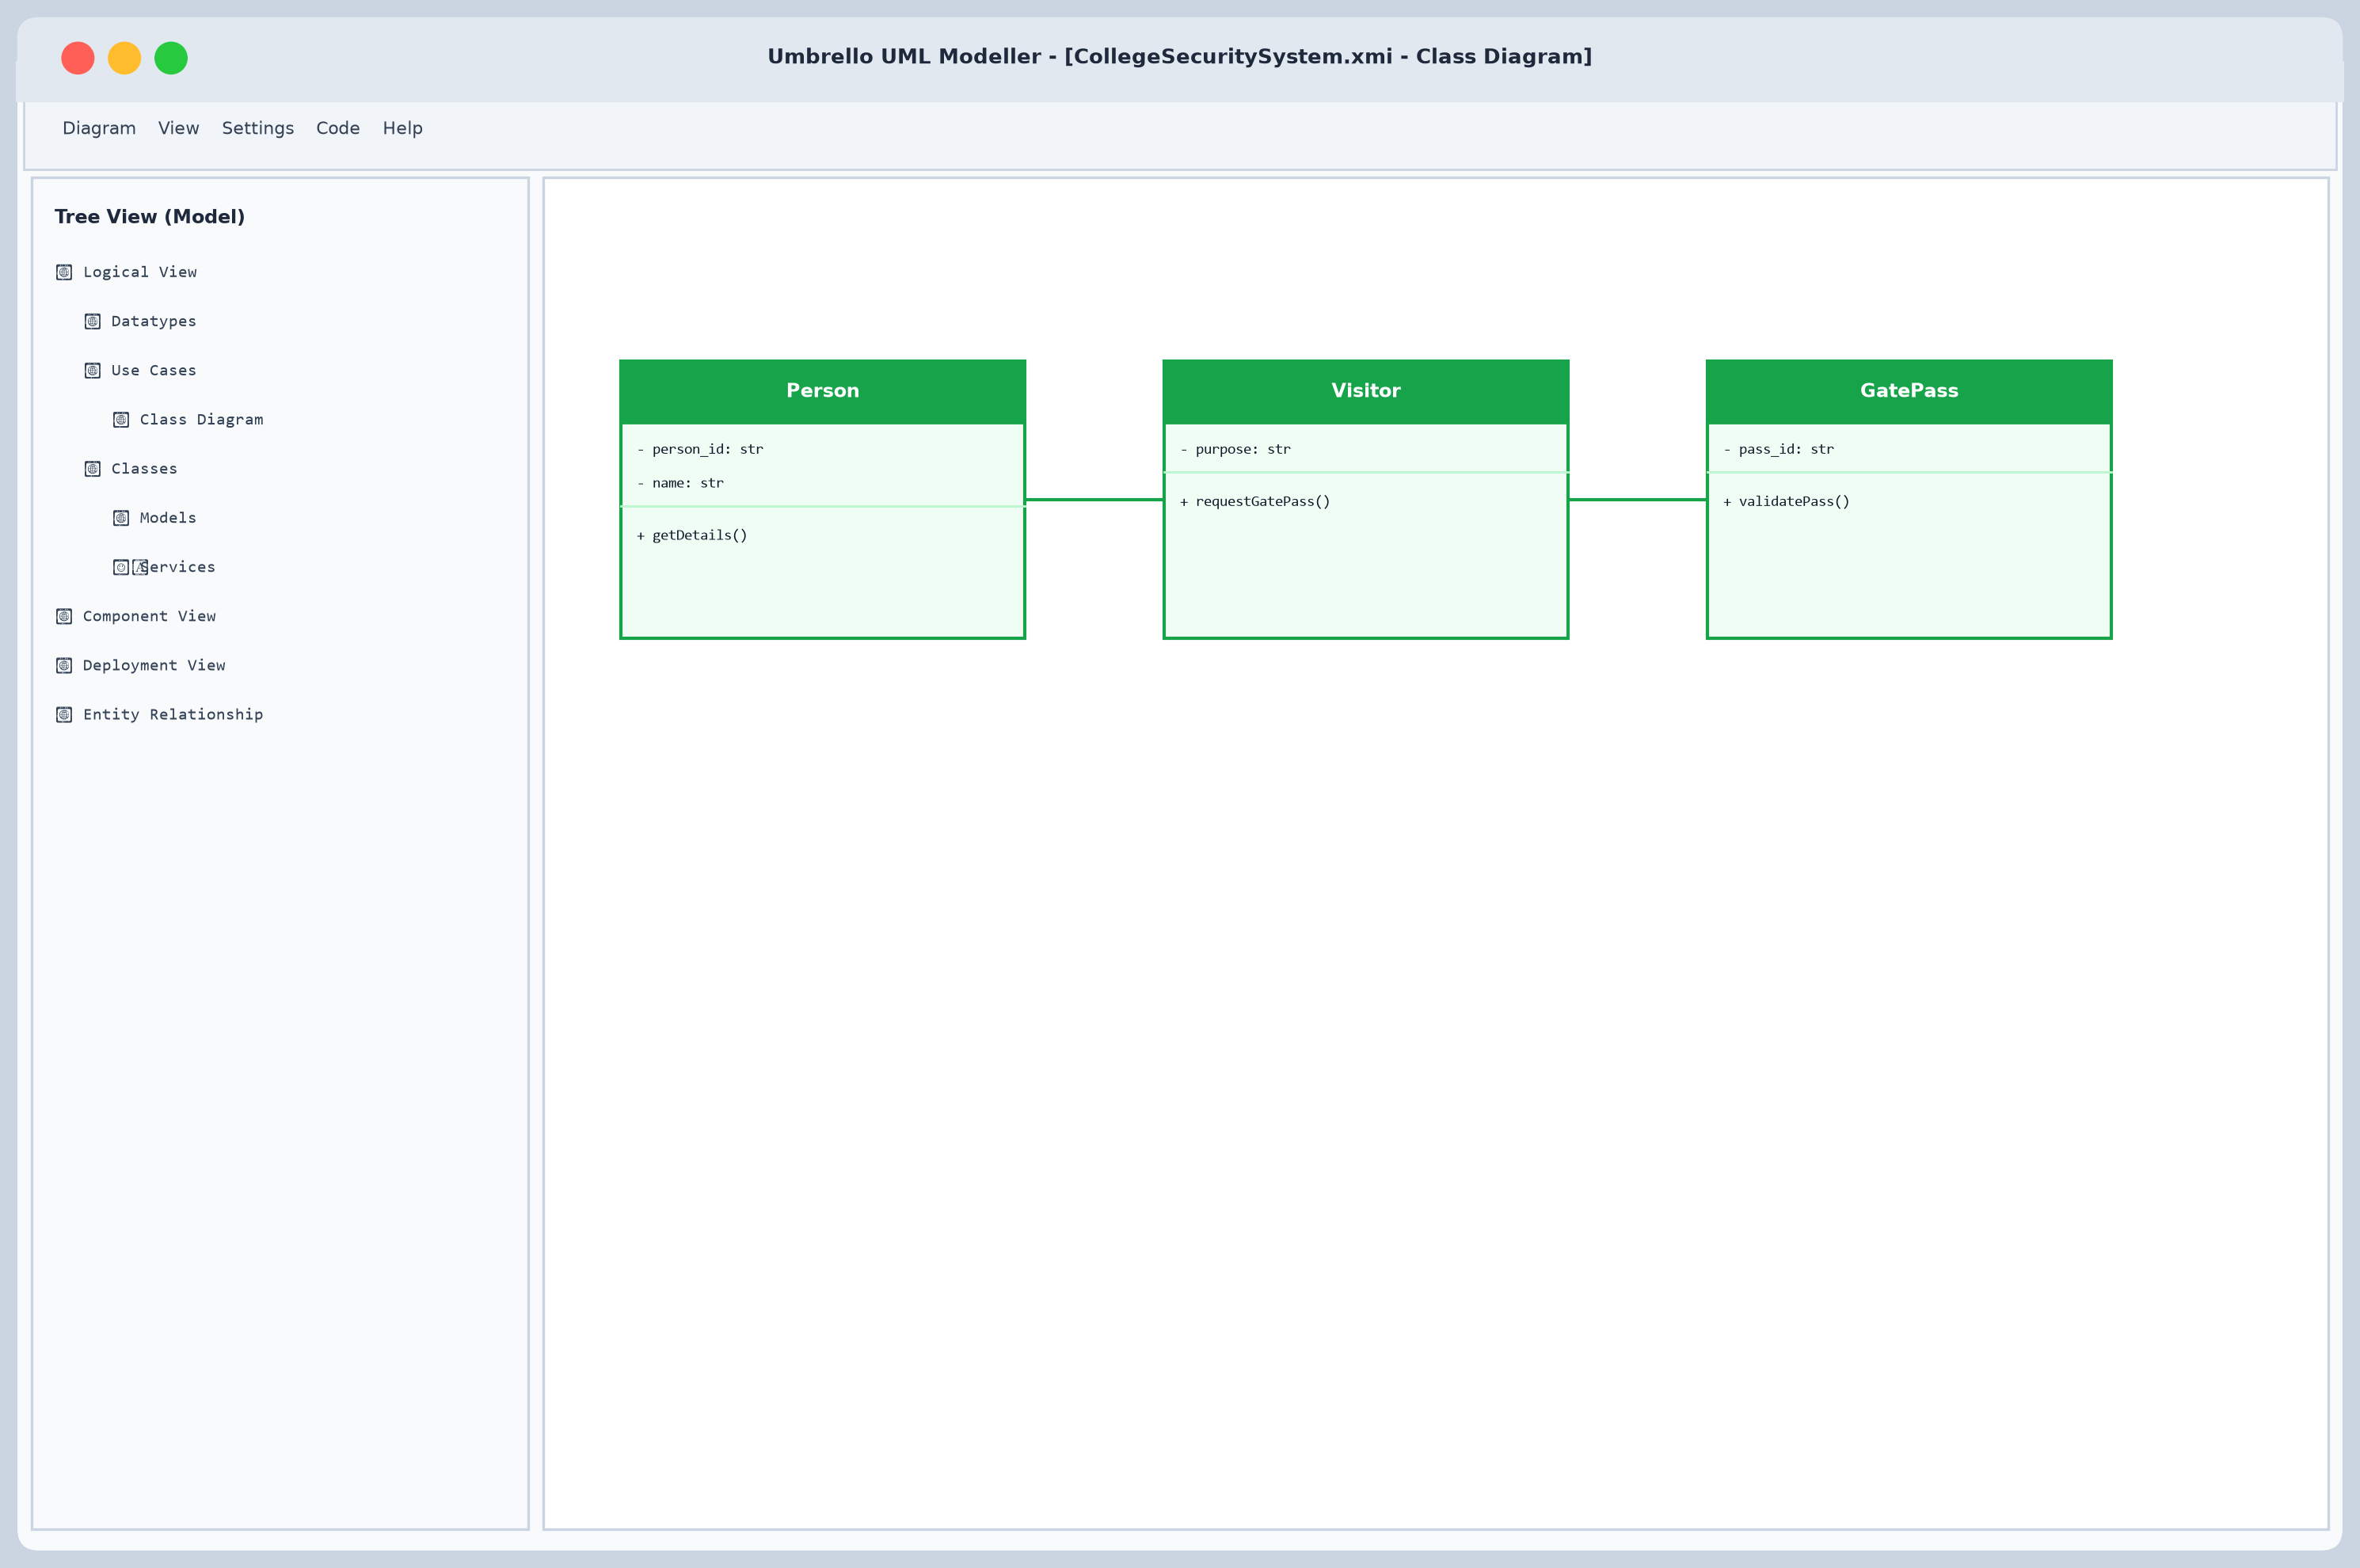 Umbrello UML Modeller - [CollegeSecuritySystem.xmi - Class Diagram]
Diagram View Settings Code Help
Tree View (Model)
Logical View
Datatypes
Use Cases
Class Diagram
Classes
Models
Services
Component View
Deployment View
Entity Relationship
Person
- person_id: str
- name: str
+ getDetails()
Visitor
- purpose: str
+ requestGatePass()
GatePass
- pass_id: str
+ validatePass()